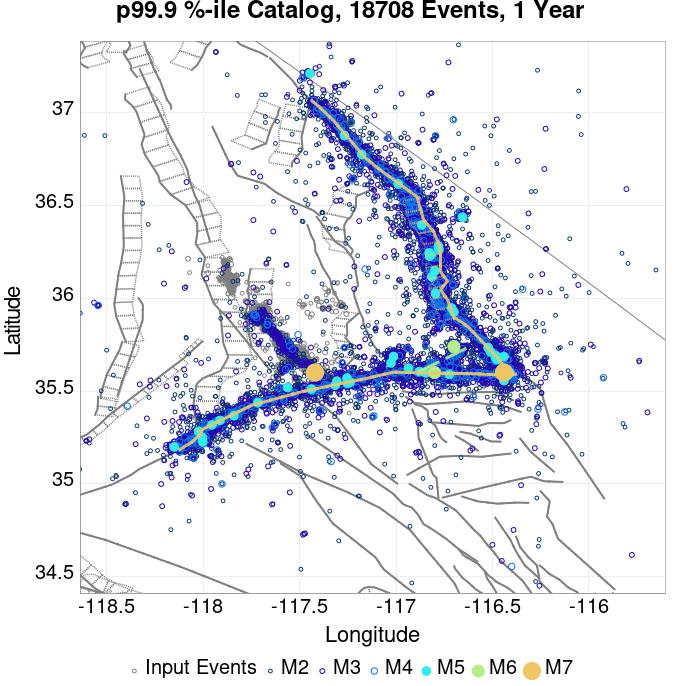 p99.9 %-ile Catalog, 18708 Events, 1 Year
37
36.5
36
35.5
35
34.5
Latitude
-118.5 -118 -117.5 -117 -116.5 -116
Longitude
Input Events M2 M3 M4 M5 M6 M7